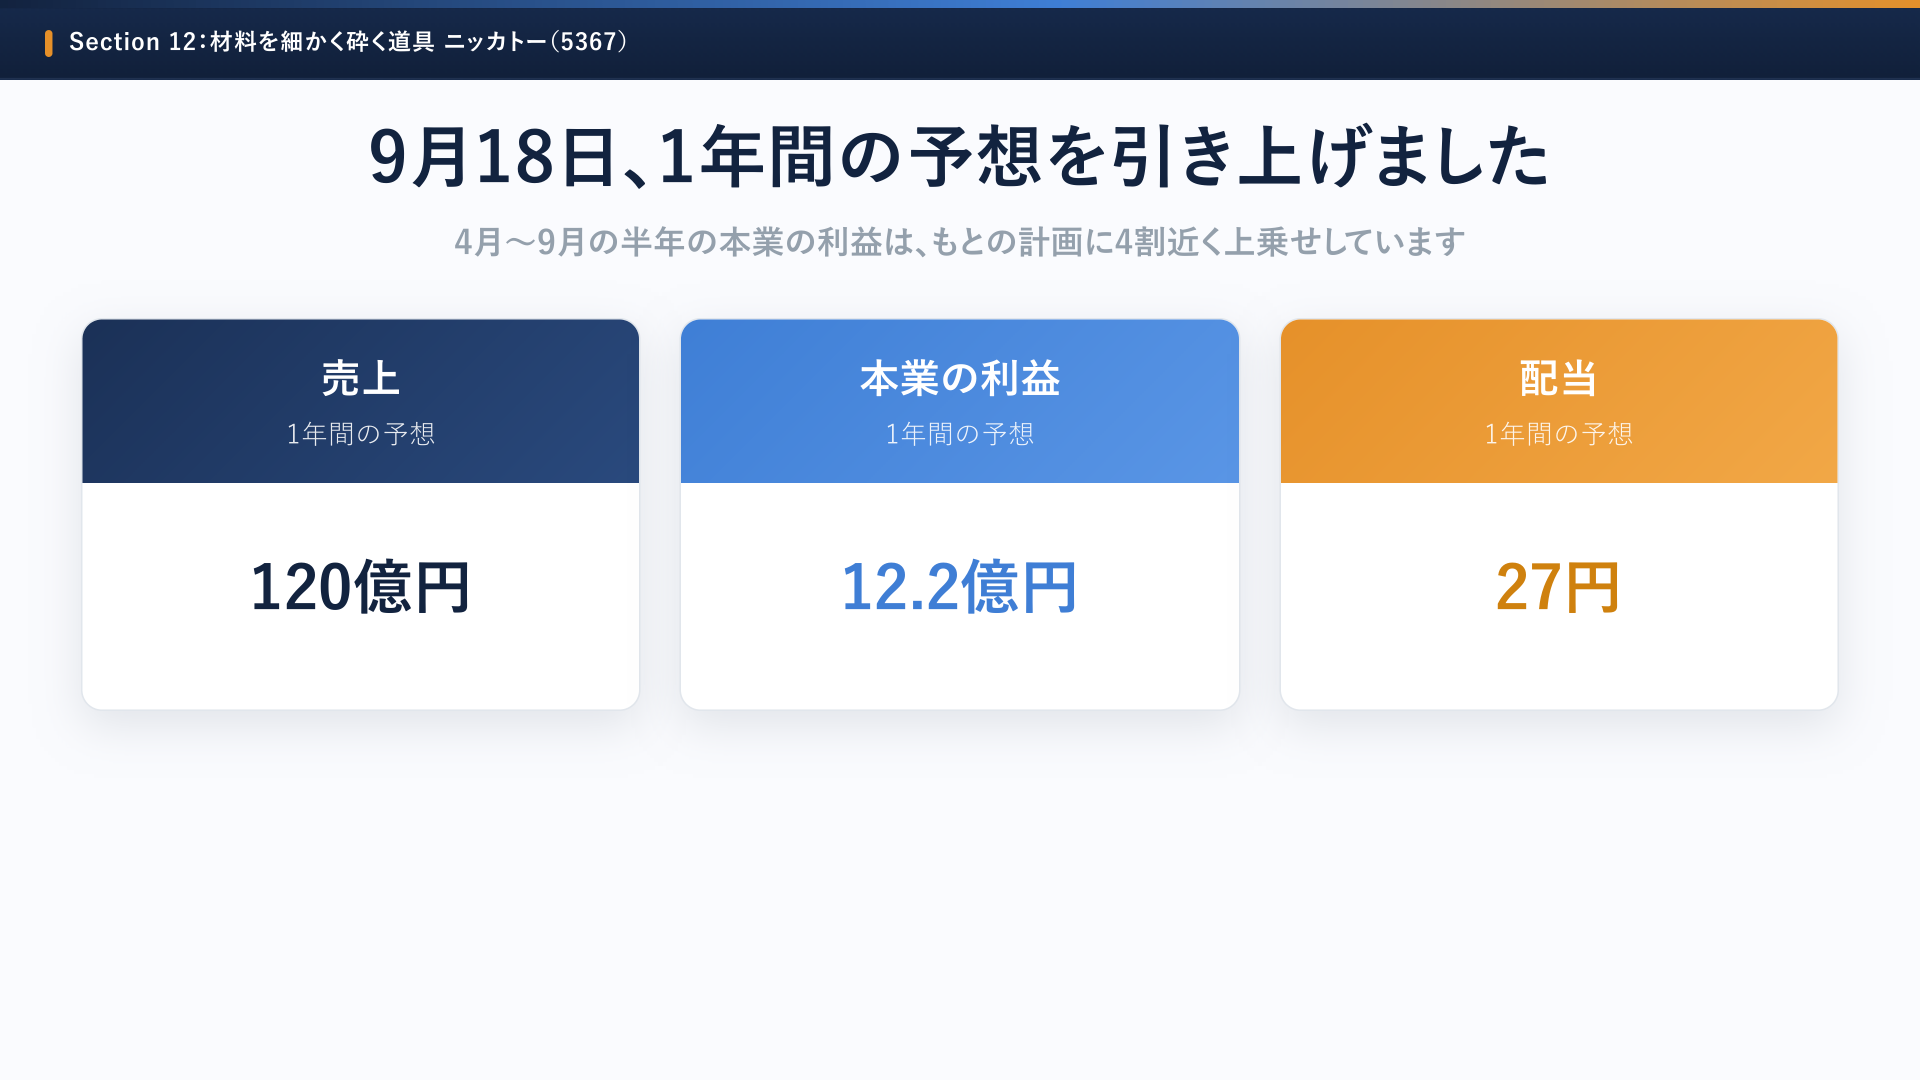 Section 12：材料を細かく砕く道具 ニッカトー（5367）
9月18日、1年間の予想を引き上げました
4月〜9月の半年の本業の利益は、もとの計画に4割近く上乗せしています
売上
1年間の予想
120億円
本業の利益
1年間の予想
12.2億円
配当
1年間の予想
27円